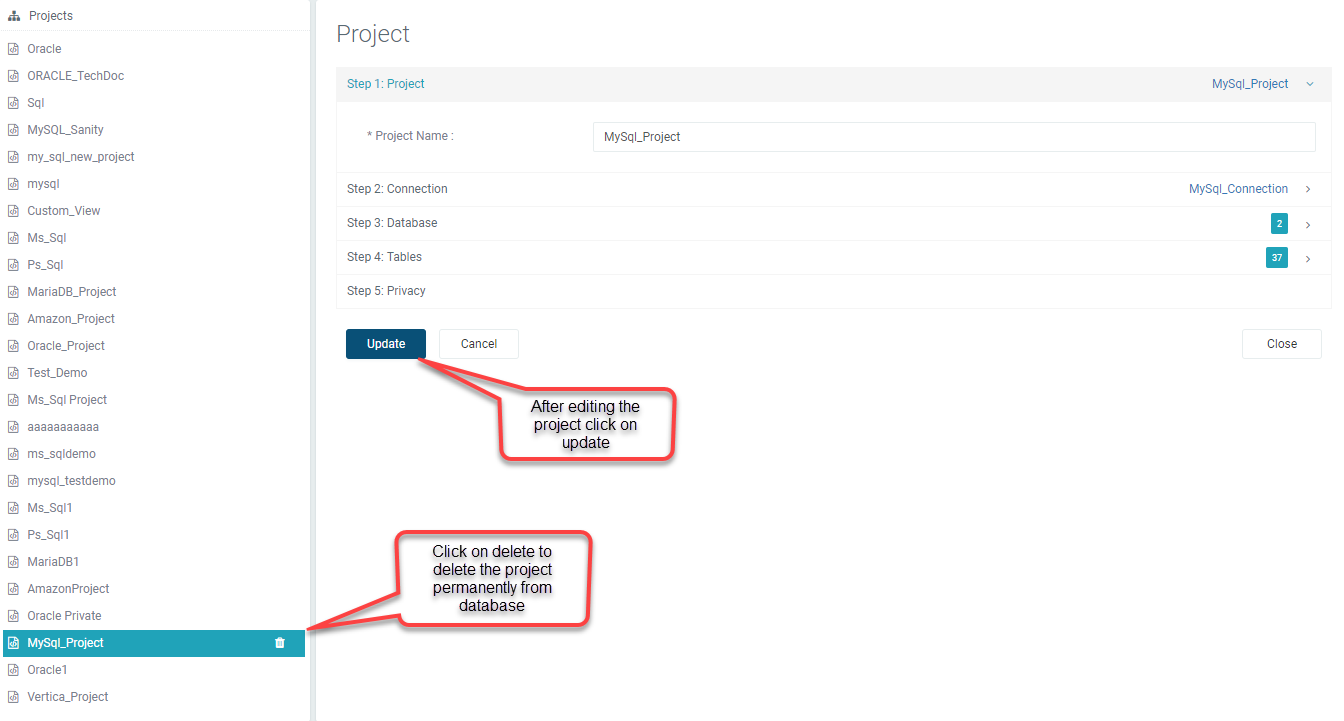 Projects
Oracle
ORACLE_TechDoc
Sql
MySQL_Sanity
my_sql_new_project
mysql
Custom_View
Ms_Sql
Ps_Sql
MariaDB_Project
Amazon_Project
Oracle_Project
Test_Demo
Ms_Sql Project
aaaaaaaaaaa
ms_sqldemo
mysql_testdemo
Ms_Sql1
Ps_Sql1
MariaDB1
AmazonProject
Oracle Private
MySql_Project
Oracle1
Vertica_Project
Project
Step 1: Project MySql_Project
* Project Name : MySql_Project
Step 2: Connection MySql_Connection
Step 3: Database 2
Step 4: Tables 37
Step 5: Privacy
Update Cancel Close
After editing the
project click on
update
Click on delete to
delete the project
permanently from
database